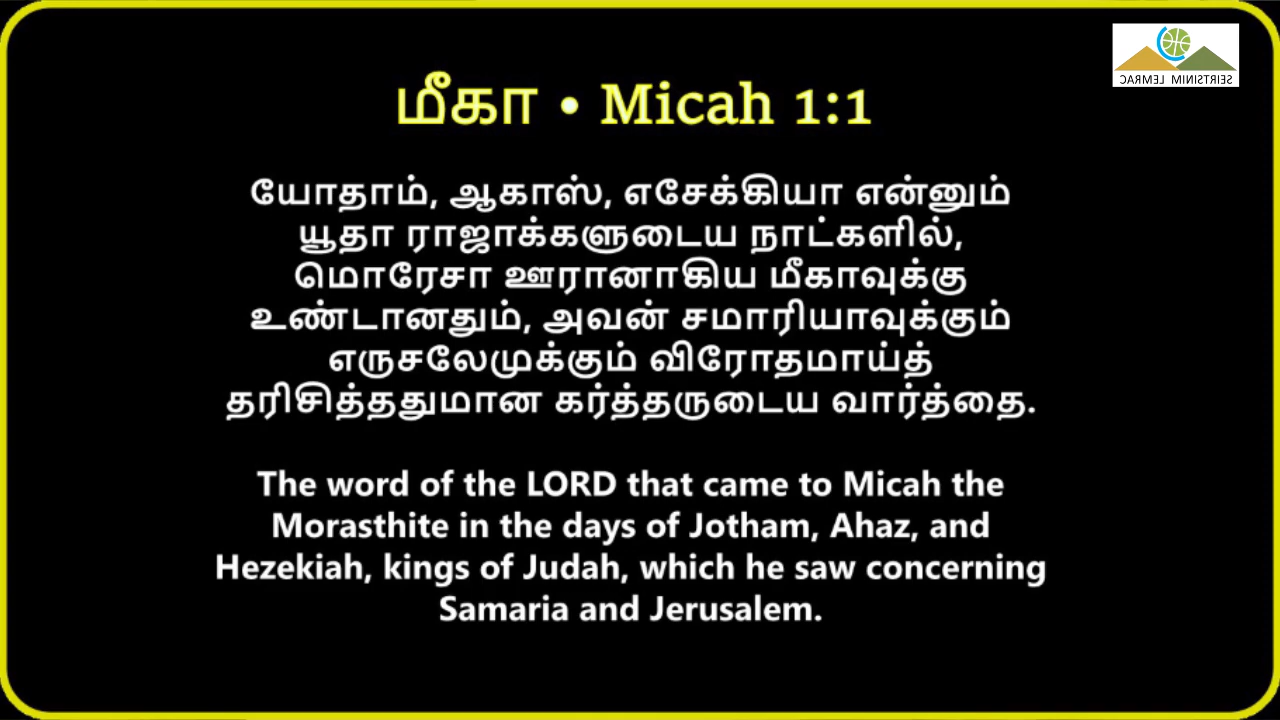 CARMEL MINISTRIES
மீகா • Micah 1:1
யோதாம், ஆகாஸ், எசேக்கியா என்னும்
யூதா ராஜாக்களுடைய நாட்களில்,
மொரேசா ஊரானாகிய மீகாவுக்கு
உண்டானதும், அவன் சமாரியாவுக்கும்
எருசலேமுக்கும் விரோதமாய்த்
தரிசித்ததுமான கர்த்தருடைய வார்த்தை.
The word of the LORD that came to Micah the
Morasthite in the days of Jotham, Ahaz, and
Hezekiah, kings of Judah, which he saw concerning
Samaria and Jerusalem.